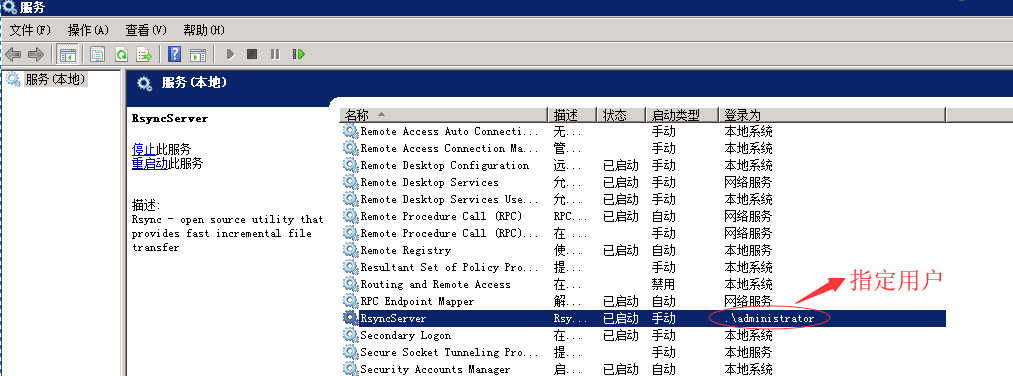 服务
文件(F) 操作(A) 查看(V) 帮助(H)
服务(本地)
服务(本地)
RsyncServer
停止此服务
重启动此服务
描述:
Rsync - open source utility that
provides fast incremental file
transfer
名称 描述 状态 启动类型 登录为
Remote Access Auto Connecti... 无... 手动 本地系统
Remote Access Connection Ma... 管... 手动 本地系统
Remote Desktop Configuration 远... 已启动 手动 本地系统
Remote Desktop Services 允... 已启动 手动 网络服务
Remote Desktop Services Use... 允... 已启动 手动 本地系统
Remote Procedure Call (RPC) RPC... 已启动 自动 网络服务
Remote Procedure Call (RPC)... 在 ... 手动 网络服务
Remote Registry 使... 已启动 自动 本地服务
Resultant Set of Policy Pro... 提... 手动 本地系统
Routing and Remote Access 在... 禁用 本地系统
RPC Endpoint Mapper 解... 已启动 自动 网络服务
RsyncServer Rsy... 已启动 手动 .\administrator
Secondary Logon 在... 已启动 手动 本地系统
Secure Socket Tunneling Pro... 提... 手动 本地服务
Security Accounts Manager 启... 已启动 自动 本地系统
指定用户